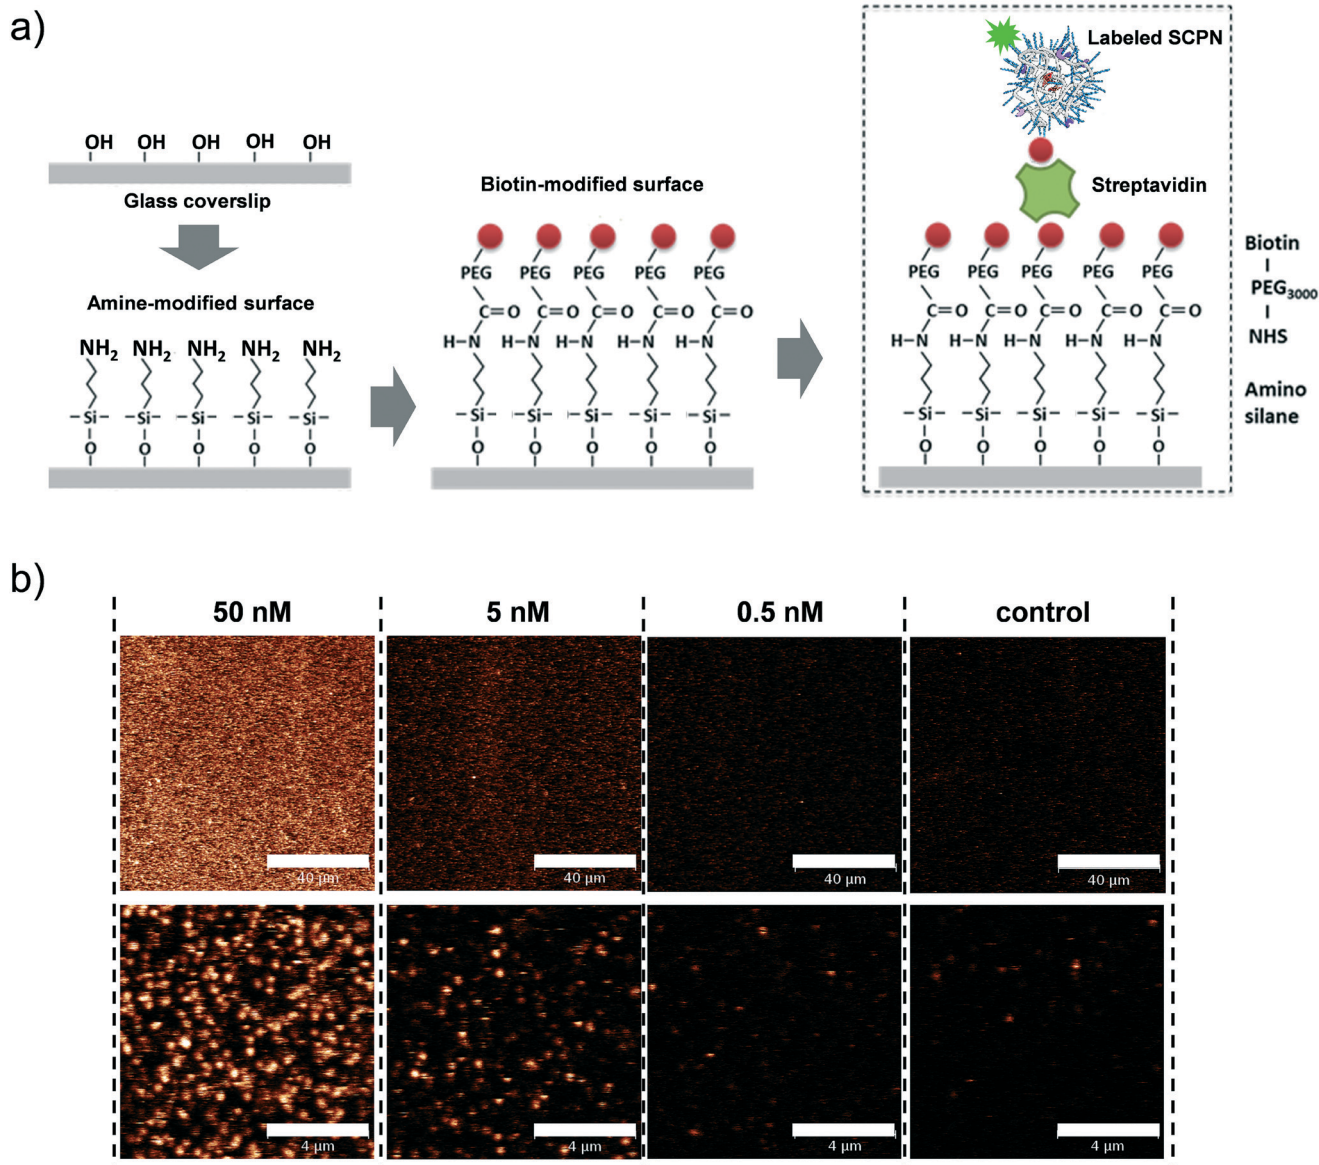 a)
OH OH OH OH OH
Glass coverslip
Amine-modified surface
NH2 NH2 NH2 NH2 NH2
Si Si Si Si Si
O O O O O
Biotin-modified surface
PEG PEG PEG PEG PEG
C=O C=O C=O C=O C=O
H-N H-N H-N H-N H-N
Si Si Si Si Si
O O O O O
Labeled SCPN
Streptavidin
PEG PEG PEG PEG PEG
C=O C=O C=O C=O C=O
H-N H-N H-N H-N H-N
Si Si Si Si Si
O O O O O
Biotin
PEG3000
NHS
Amino
silane
b)
50 nM 5 nM 0.5 nM control
40 μm 40 μm 40 μm 40 μm
4 μm 4 μm 4 μm 4 μm